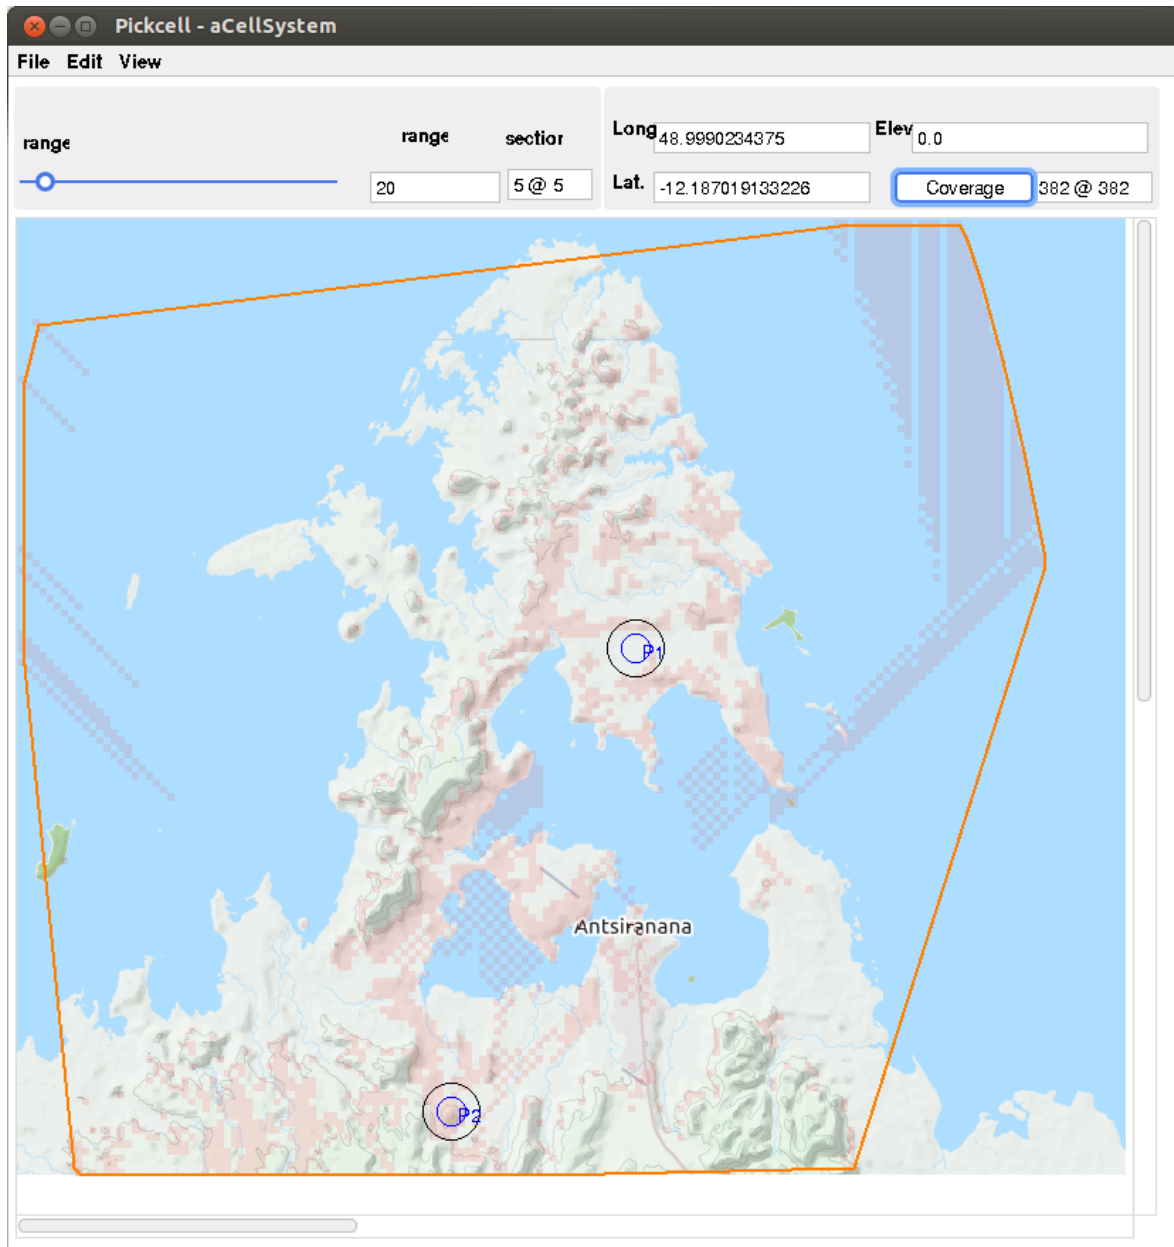 Pickcell - aCellSystem
File Edit View
range
range
section
20
5 @ 5
Long
48.9990234375
Elev
0.0
Lat.
-12.187019133226
Coverage
382 @ 382
P1
Antsiranana
P2